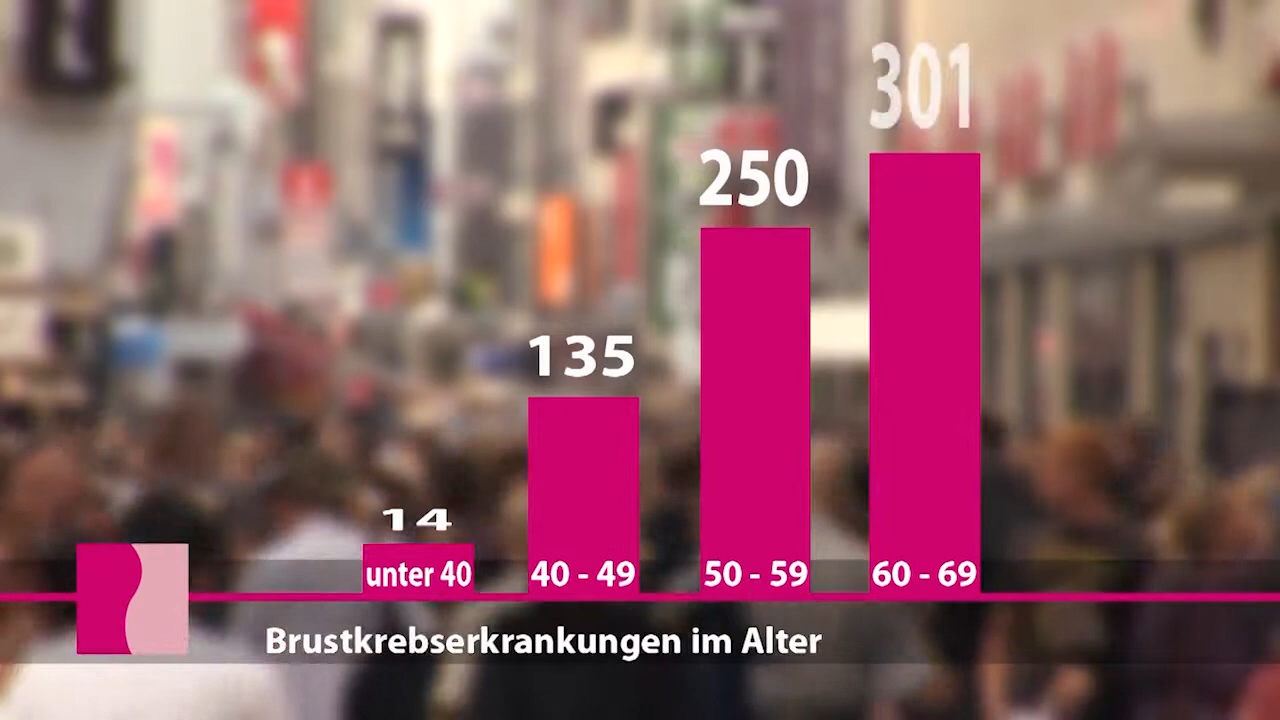 301
250
135
14
unter 40
40 - 49
50 - 59
60 - 69
Brustkrebserkrankungen im Alter